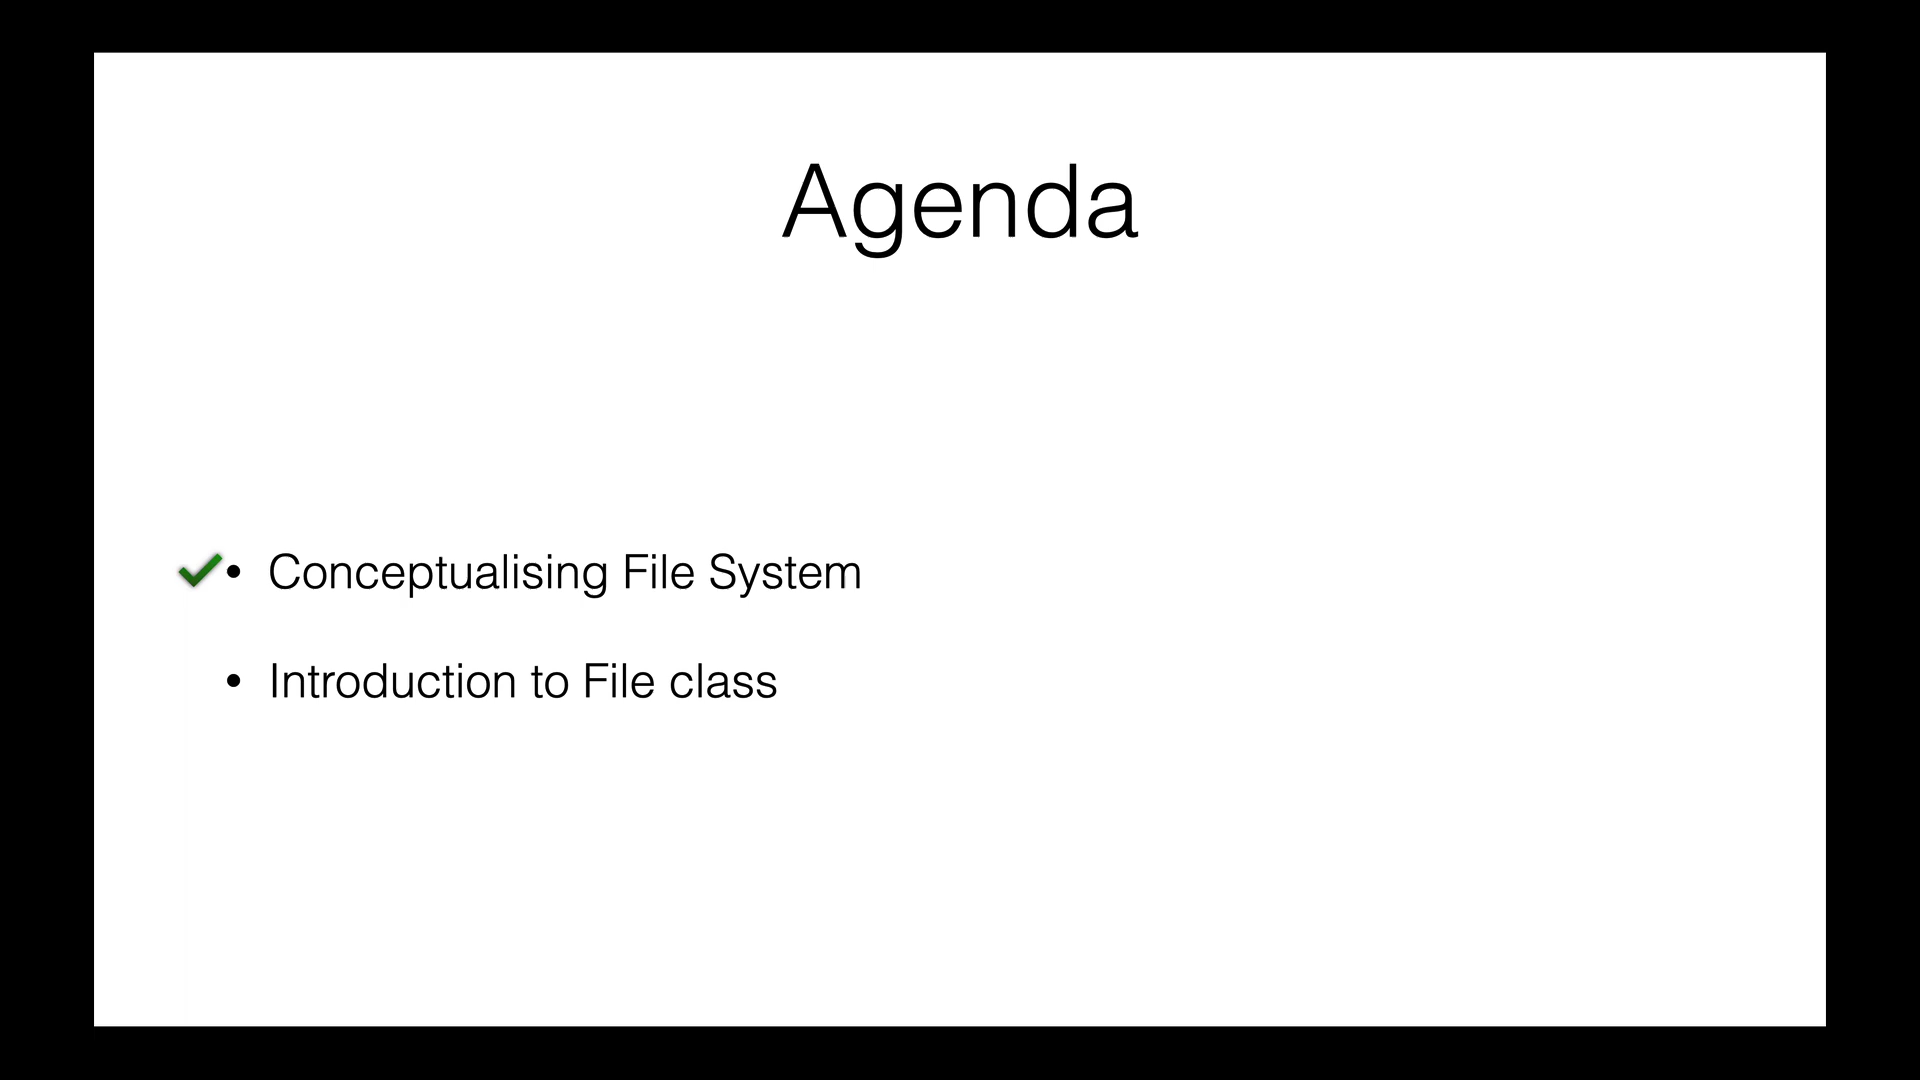 Agenda
• Conceptualising File System
• Introduction to File class